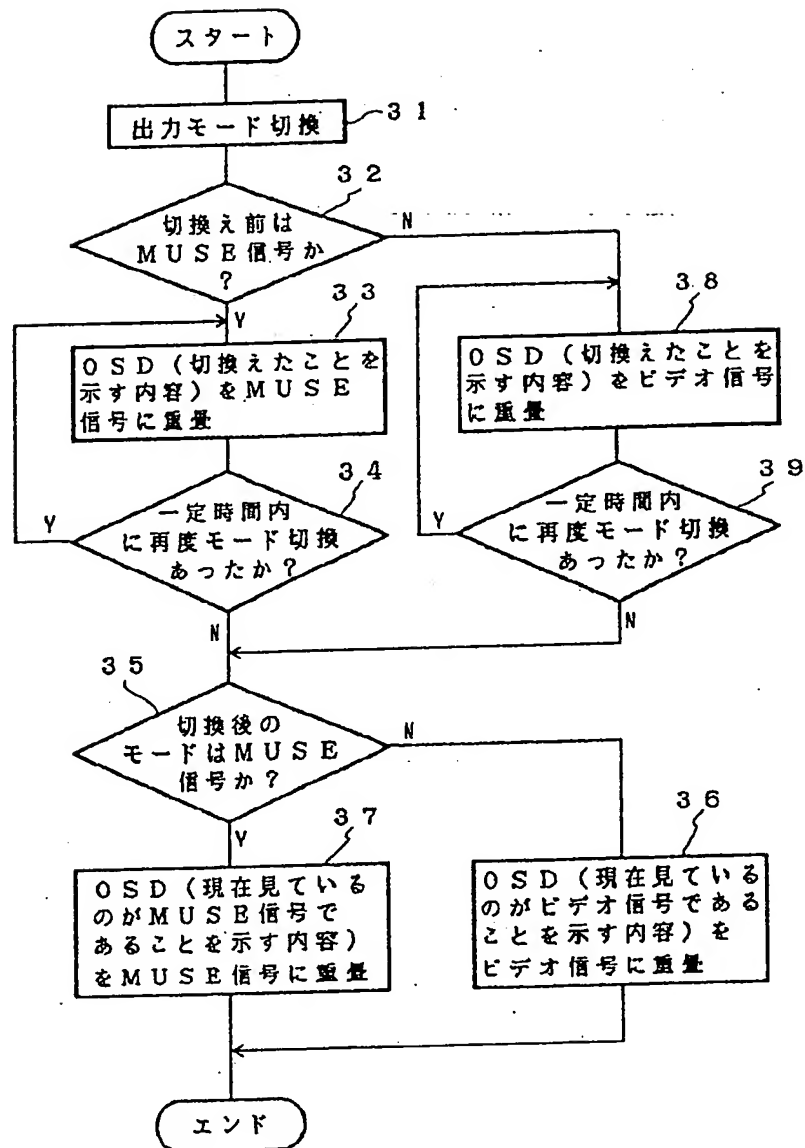 スタート
出力モード切換
31
32
切換え前は
MUSE信号か
?
N
Y
33
OSD(切換えたことを
示す内容)をMUSE
信号に重畳
38
OSD(切換えたことを
示す内容)をビデオ信号
に重畳
34
一定時間内
に再度モード切換
あったか?
Y
N
39
一定時間内
に再度モード切換
あったか?
Y
N
35
切換後の
モードはMUSE
信号か?
N
Y
37
OSD(現在見ている
のがMUSE信号で
あることを示す内容)
をMUSE信号に重畳
36
OSD(現在見ている
のがビデオ信号である
ことを示す内容)を
ビデオ信号に重畳
エンド